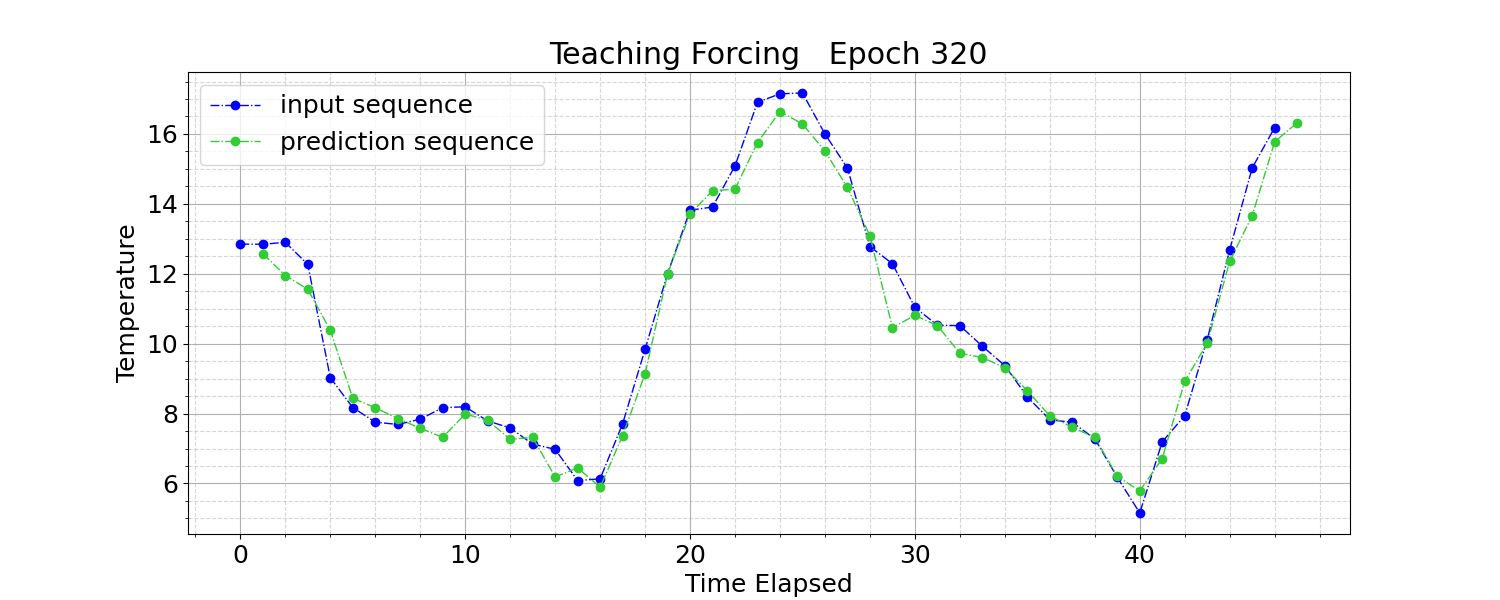 Teaching Forcing   Epoch 320
input sequence
prediction sequence
Temperature
16
14
12
10
8
6
0 10 20 30 40
Time Elapsed